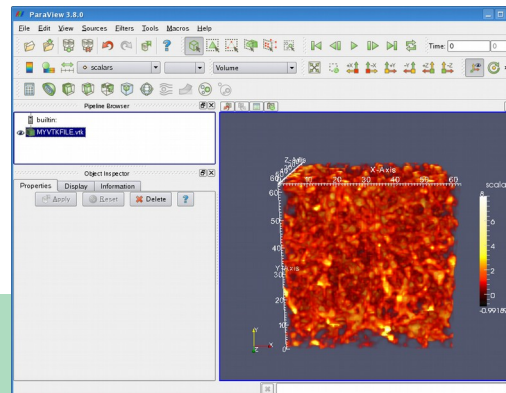 ParaView 3.8.0
File Edit View Sources Filters Tools Macros Help
Time: 0 0
scalars Volume
Pipeline Browser
builtin:
MYVTKFILE.vtk
Object Inspector
Properties Display Information
Apply Reset Delete ?
Z-Axis
X-Axis
60 10 20 30 40 50 60
scala
8
6
4
2
0
-0.9918
50
40
Y-Axis
30
20
10
0
Y
X
Z